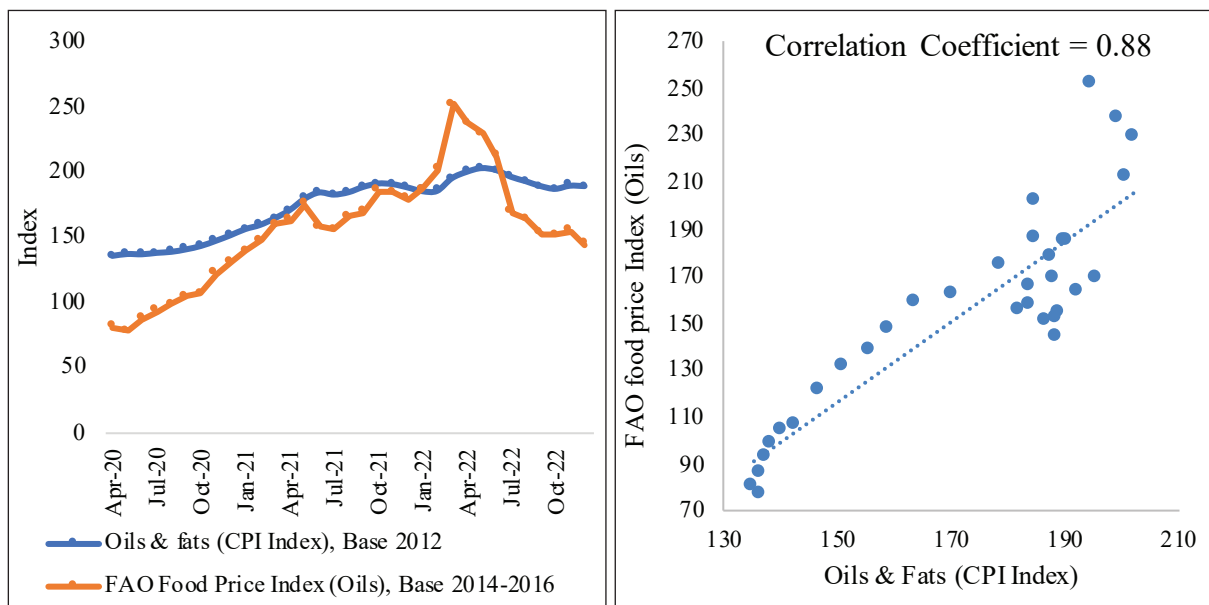 300
250
200
150
100
50
0
Index
Apr-20
Jul-20
Oct-20
Jan-21
Apr-21
Jul-21
Oct-21
Jan-22
Apr-22
Jul-22
Oct-22
Oils & fats (CPI Index), Base 2012
FAO Food Price Index (Oils), Base 2014-2016
Correlation Coefficient = 0.88
270
250
230
210
190
170
150
130
110
90
70
FAO food price Index (Oils)
130
150
170
190
210
Oils & Fats (CPI Index)